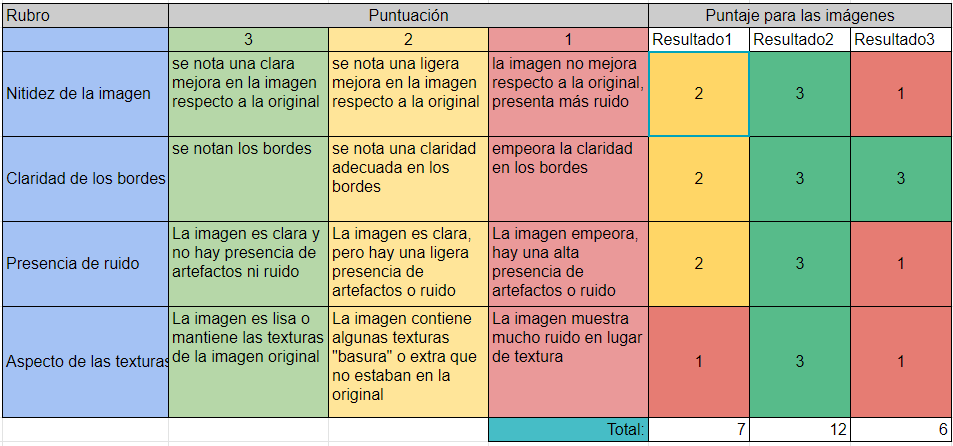 Rubro Puntuación Puntaje para las imágenes
3 2 1 Resultado1 Resultado2 Resultado3
Nitidez de la imagen
se nota una clara
mejora en la imagen
respecto a la original
se nota una ligera
mejora en la imagen
respecto a la original
la imagen no mejora
respecto a la original,
presenta más ruido
2 3 1
Claridad de los bordes
se notan los bordes
se nota una claridad
adecuada en los
bordes
empeora la claridad
en los bordes
2 3 3
Presencia de ruido
La imagen es clara y
no hay presencia de
artefactos ni ruido
La imagen es clara,
pero hay una ligera
presencia de
artefactos o ruido
La imagen empeora,
hay una alta
presencia de
artefactos o ruido
2 3 1
Aspecto de las texturas
La imagen es lisa o
mantiene las texturas
de la imagen original
La imagen contiene
algunas texturas
"basura" o extra que
no estaban en la
original
La imagen muestra
mucho ruido en lugar
de textura
1 3 1
Total: 7 12 6